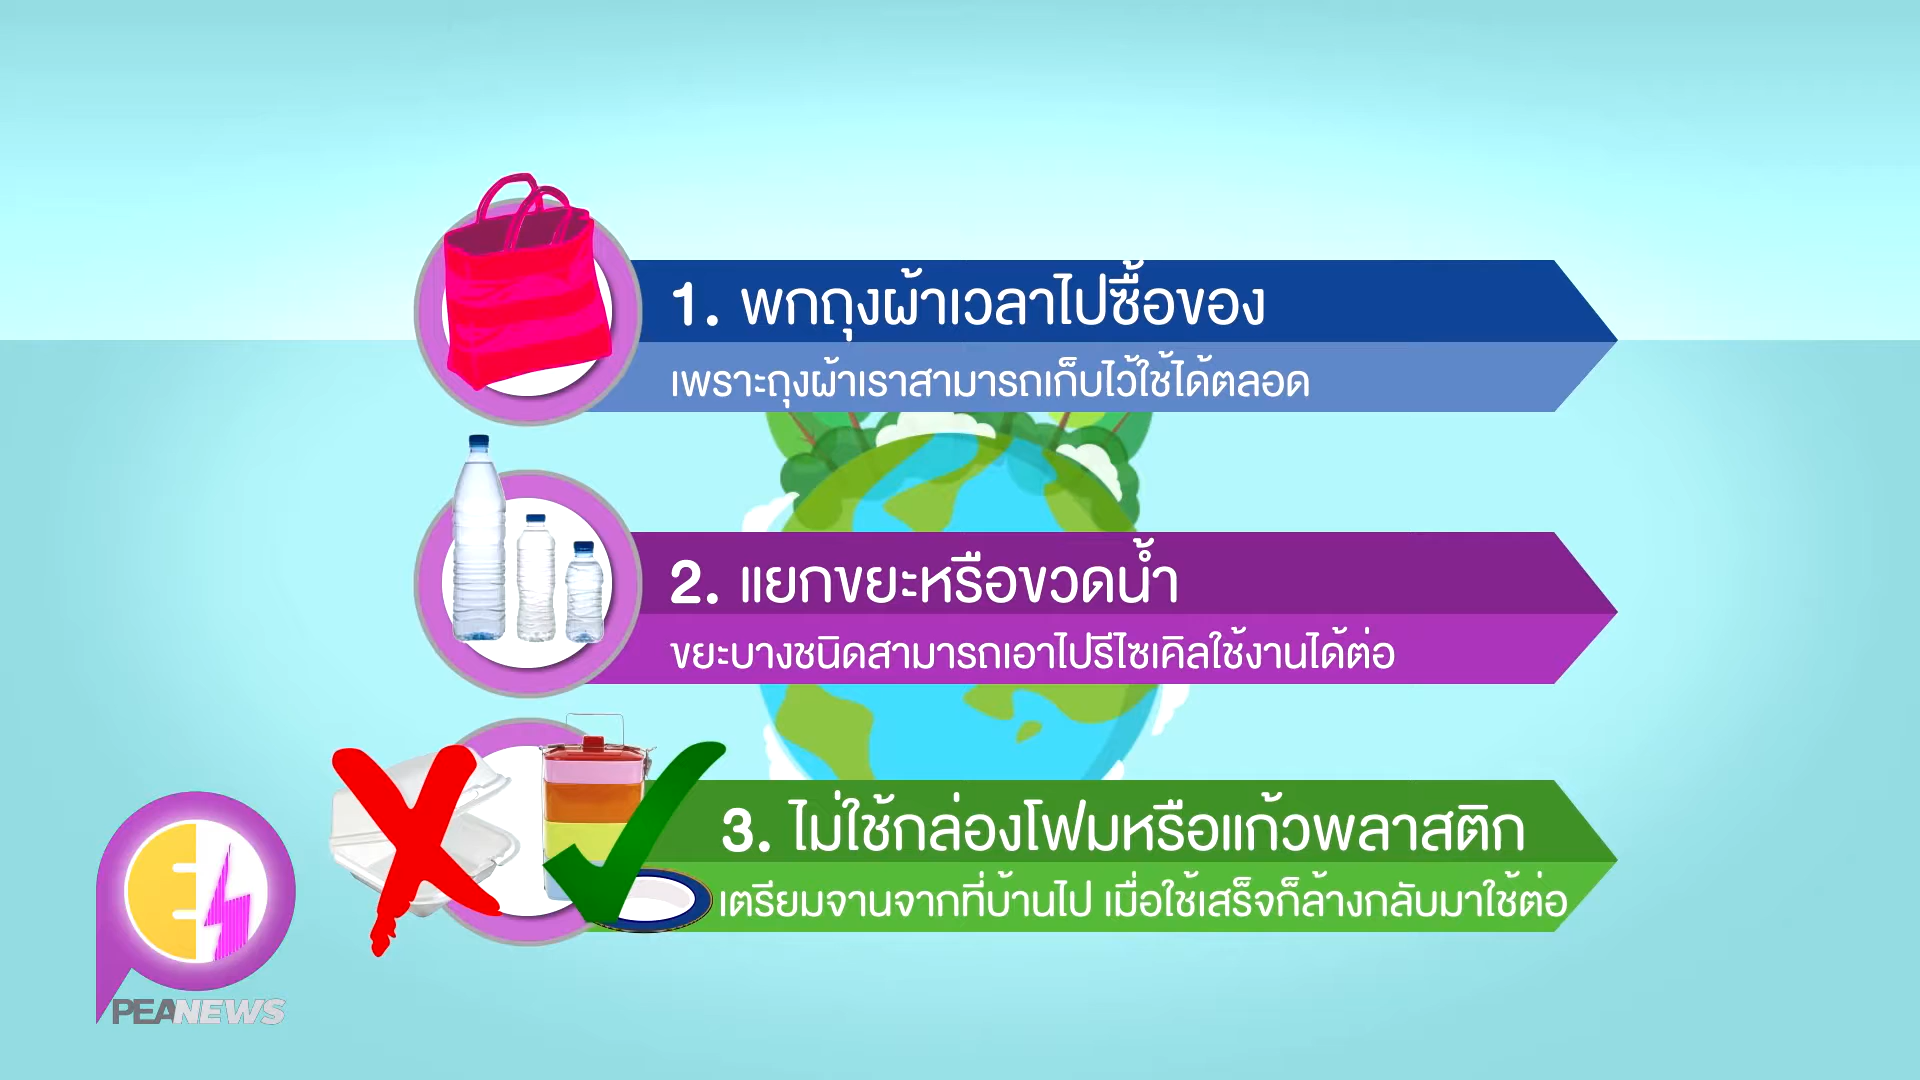 1. พกถุงผ้าเวลาไปซื้อของ
เพราะถุงผ้าเราสามารถเก็บไว้ใช้ได้ตลอด
2. แยกขยะหรือขวดน้ำ
ขยะบางชนิดสามารถเอาไปรีไซเคิลใช้งานได้ต่อ
3. ไม่ใช้กล่องโฟมหรือแก้วพลาสติก
เตรียมจานจากที่บ้านไป เมื่อใช้เสร็จก็ล้างกลับมาใช้ต่อ
PEANEWS